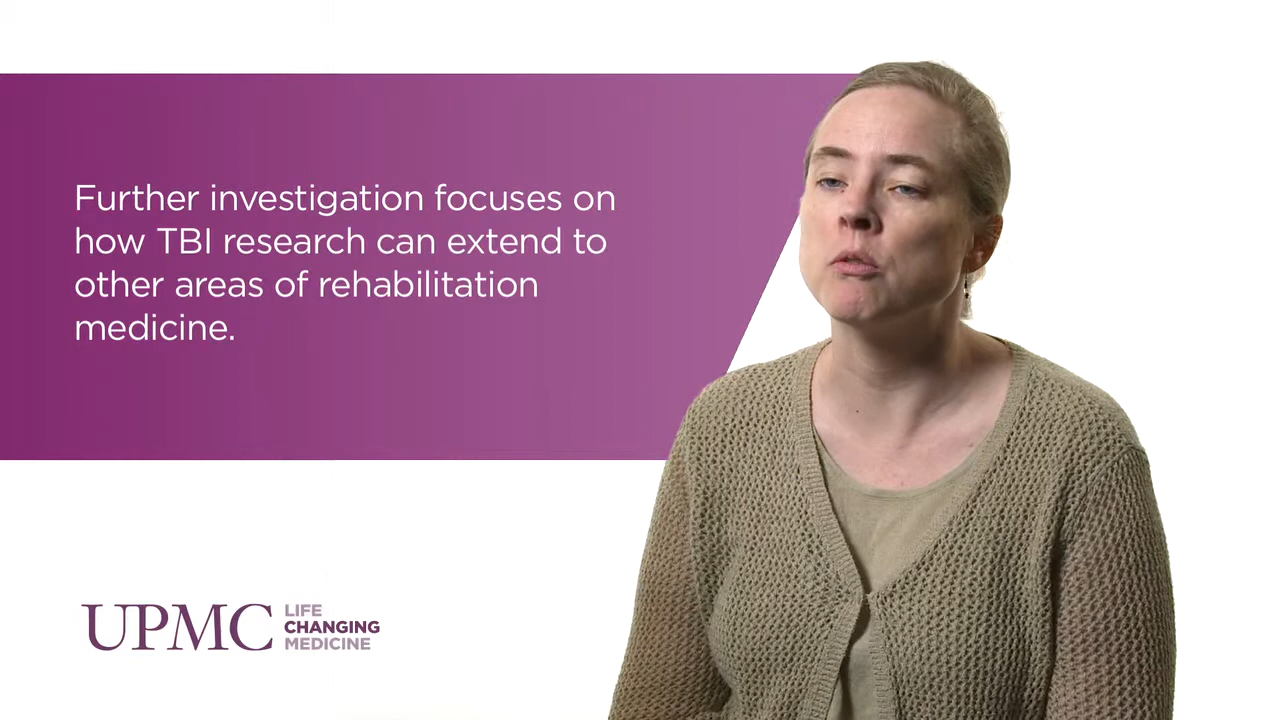 Further investigation focuses on
how TBI research can extend to
other areas of rehabilitation
medicine.
UPMC
LIFE
CHANGING
MEDICINE